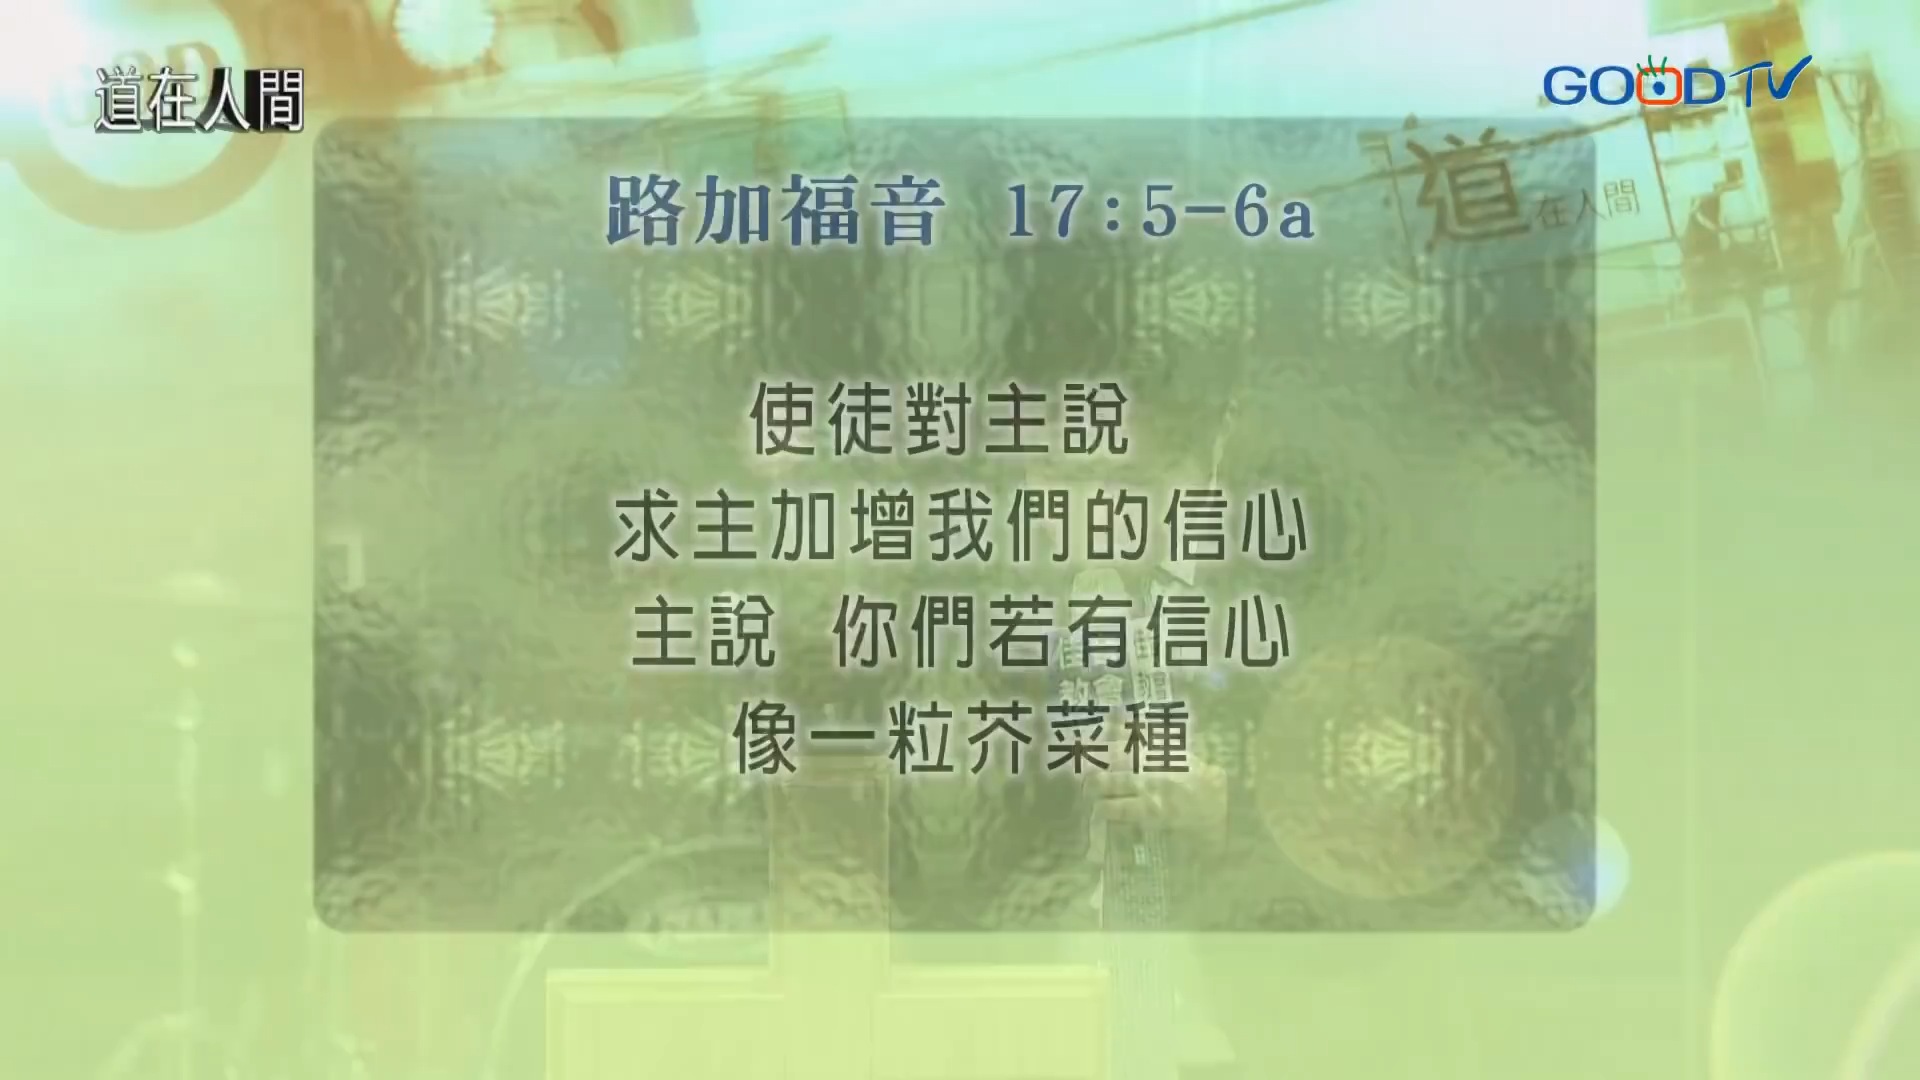 道在人間
GOODTV
道在人間
路加福音 17:5-6a
使徒對主說
求主加增我們的信心
主說 你們若有信心
像一粒芥菜種